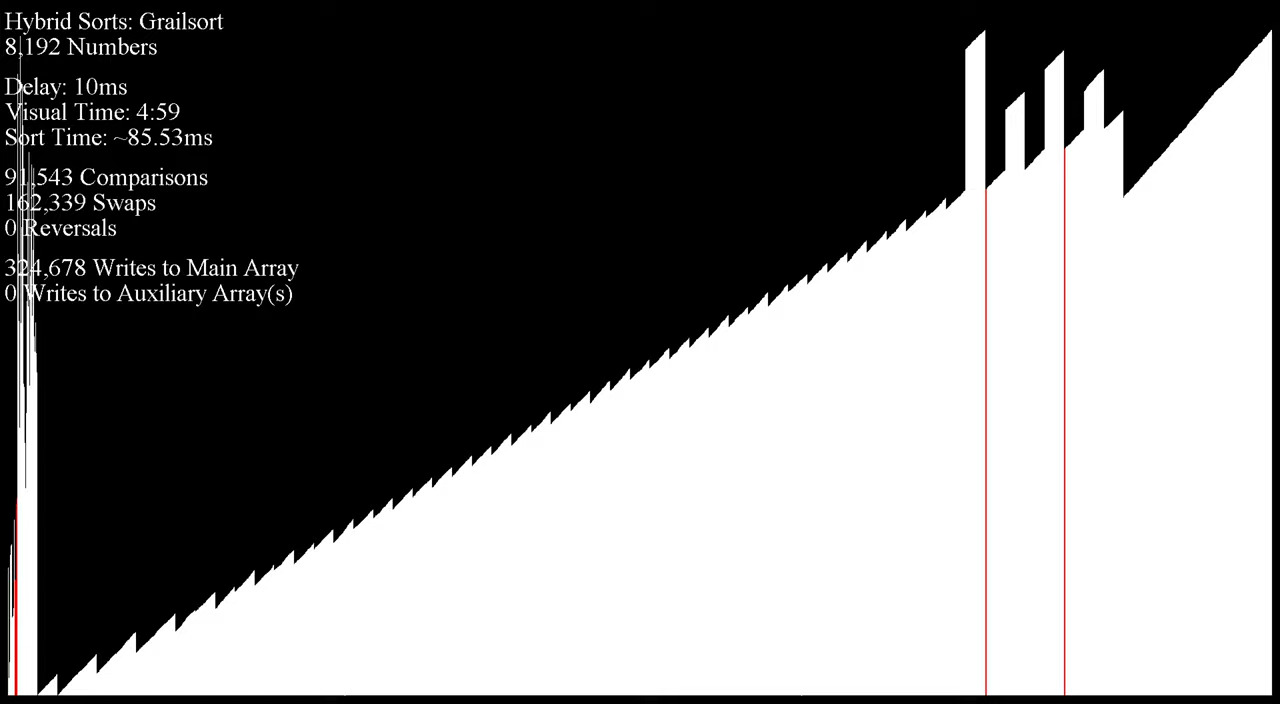 Hybrid Sorts: Grailsort
8,192 Numbers
Delay: 10ms
Visual Time: 4:59
Sort Time: ~85.53ms
91,543 Comparisons
162,339 Swaps
0 Reversals
324,678 Writes to Main Array
0 Writes to Auxiliary Array(s)